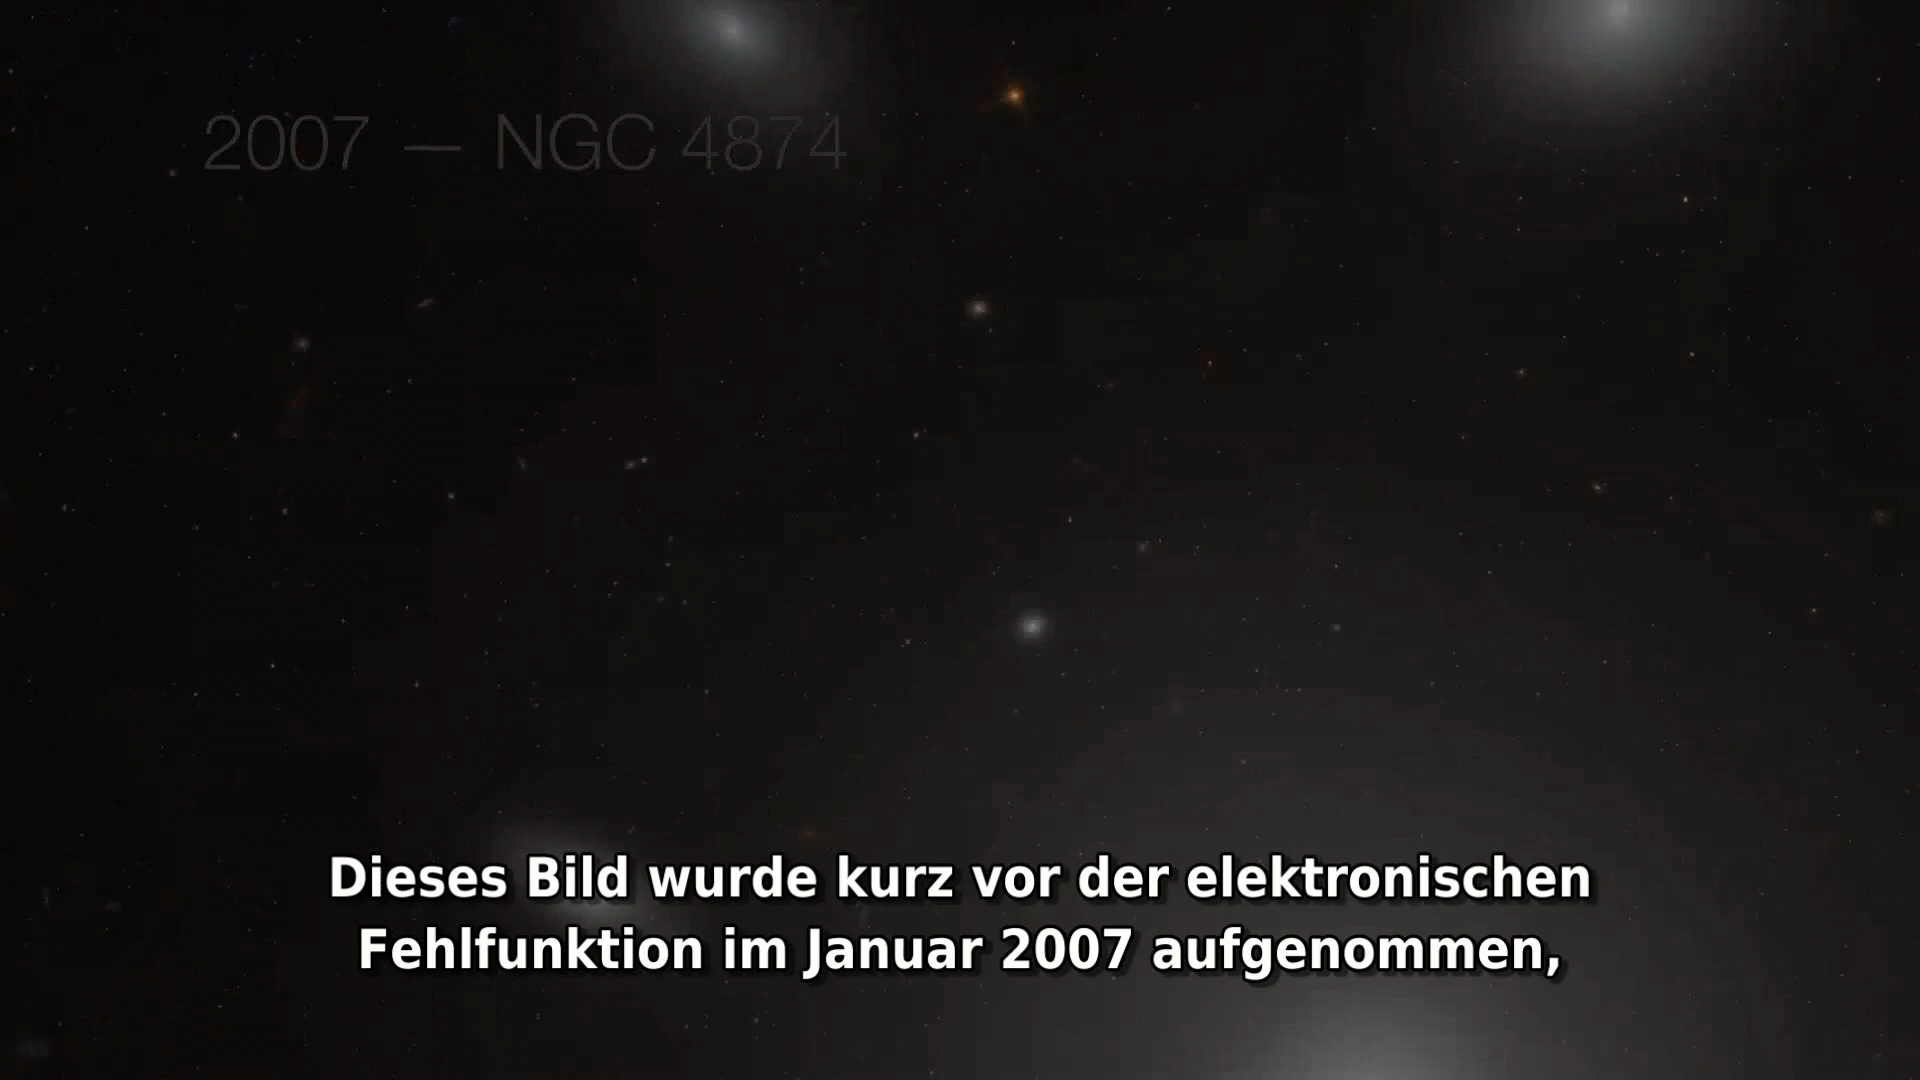 2007 — NGC 4874
Dieses Bild wurde kurz vor der elektronischen
Fehlfunktion im Januar 2007 aufgenommen,